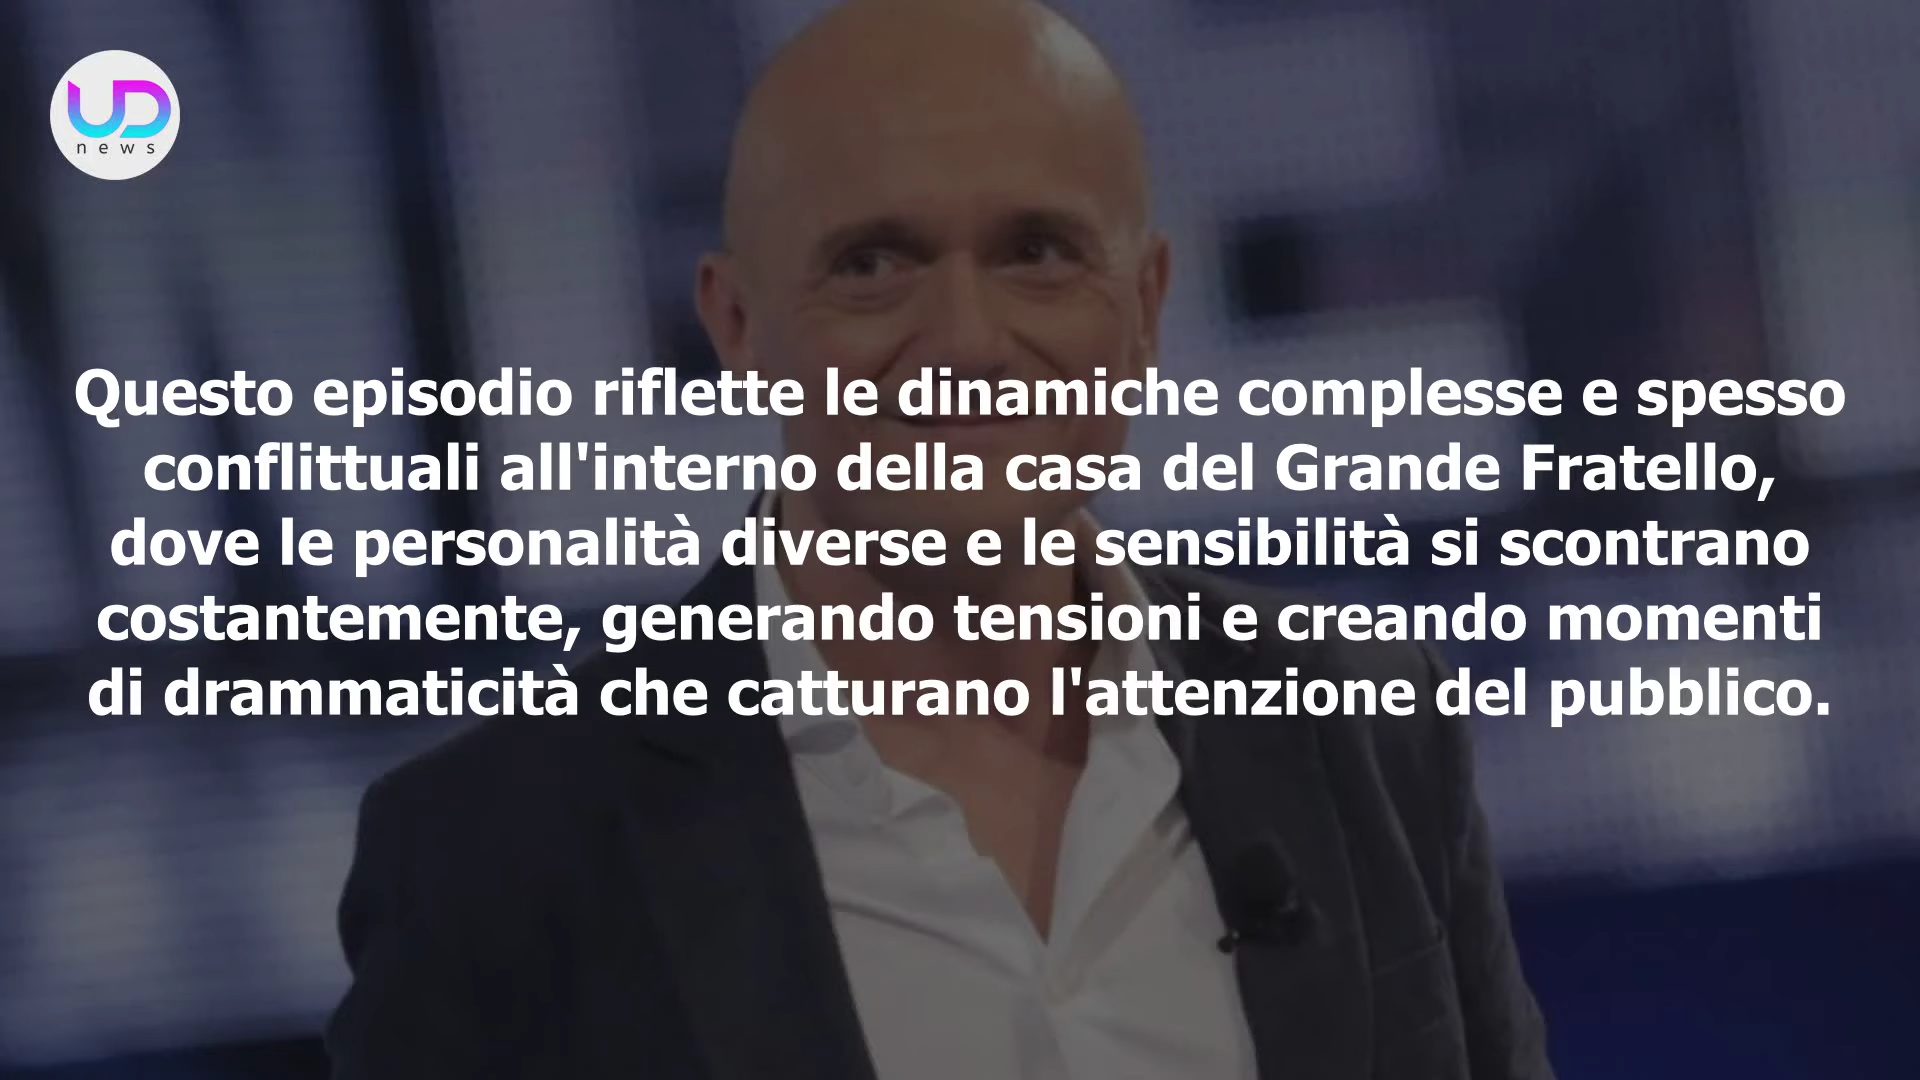 UD
news
Questo episodio riflette le dinamiche complesse e spesso
conflittuali all'interno della casa del Grande Fratello,
dove le personalità diverse e le sensibilità si scontrano
costantemente, generando tensioni e creando momenti
di drammaticità che catturano l'attenzione del pubblico.